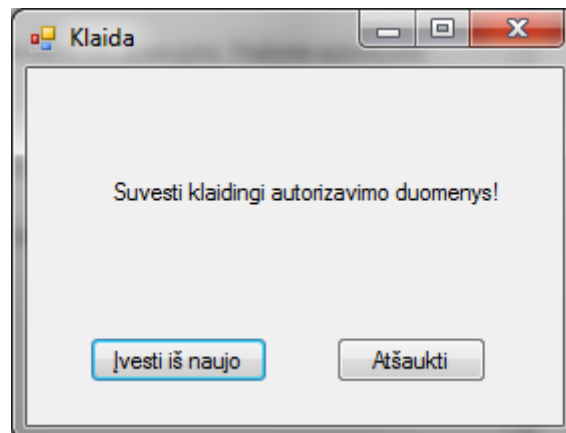 Klaida
Suvesti klaidingi autorizavimo duomenys!
Įvesti iš naujo
Atšaukti